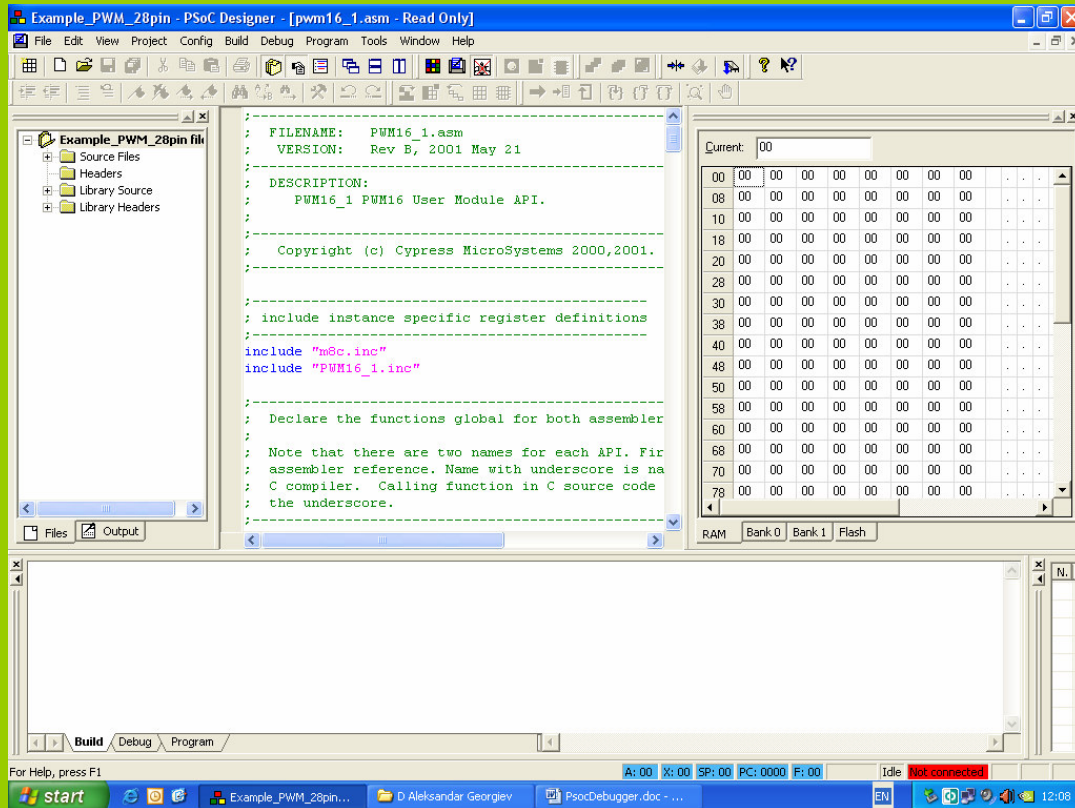 Example_PWM_28pin - PSoC Designer - [pwm16_1.asm - Read Only]
File Edit View Project Config Build Debug Program Tools Window Help
Example_PWM_28pin
Source Files
Headers
Library Source
Library Headers
Files Output
;------------------------------------------------
; FILENAME: PWM16_1.asm
; VERSION: Rev B, 2001 May 21
;------------------------------------------------
; DESCRIPTION:
; PWM16_1 PWM16 User Module API.
;
;------------------------------------------------
; Copyright (c) Cypress MicroSystems 2000,2001.
;------------------------------------------------
;------------------------------------------------
; include instance specific register definitions
;------------------------------------------------
include "m8c.inc"
include "PWM16_1.inc"
;------------------------------------------------
; Declare the functions global for both assembler
;
; Note that there are two names for each API. Fir
; assembler reference. Name with underscore is na
; C compiler. Calling function in C source code
; the underscore.
;------------------------------------------------
Current: 00
00 00 00 00 00 00 00 00 00 . . .
08 00 00 00 00 00 00 00 00 . . .
10 00 00 00 00 00 00 00 00 . . .
18 00 00 00 00 00 00 00 00 . . .
20 00 00 00 00 00 00 00 00 . . .
28 00 00 00 00 00 00 00 00 . . .
30 00 00 00 00 00 00 00 00 . . .
38 00 00 00 00 00 00 00 00 . . .
40 00 00 00 00 00 00 00 00 . . .
48 00 00 00 00 00 00 00 00 . . .
50 00 00 00 00 00 00 00 00 . . .
58 00 00 00 00 00 00 00 00 . . .
60 00 00 00 00 00 00 00 00 . . .
68 00 00 00 00 00 00 00 00 . . .
70 00 00 00 00 00 00 00 00 . . .
78 00 00 00 00 00 00 00 00 . . .
RAM Bank 0 Bank 1 Flash
N.
Build Debug Program
For Help, press F1
A: 00 X: 00 SP: 00 PC: 0000 F: 00 Idle Not connected
start Example_PWM_28pin... D Aleksandar Georgiev PsocDebugger.doc - ... EN 12:08